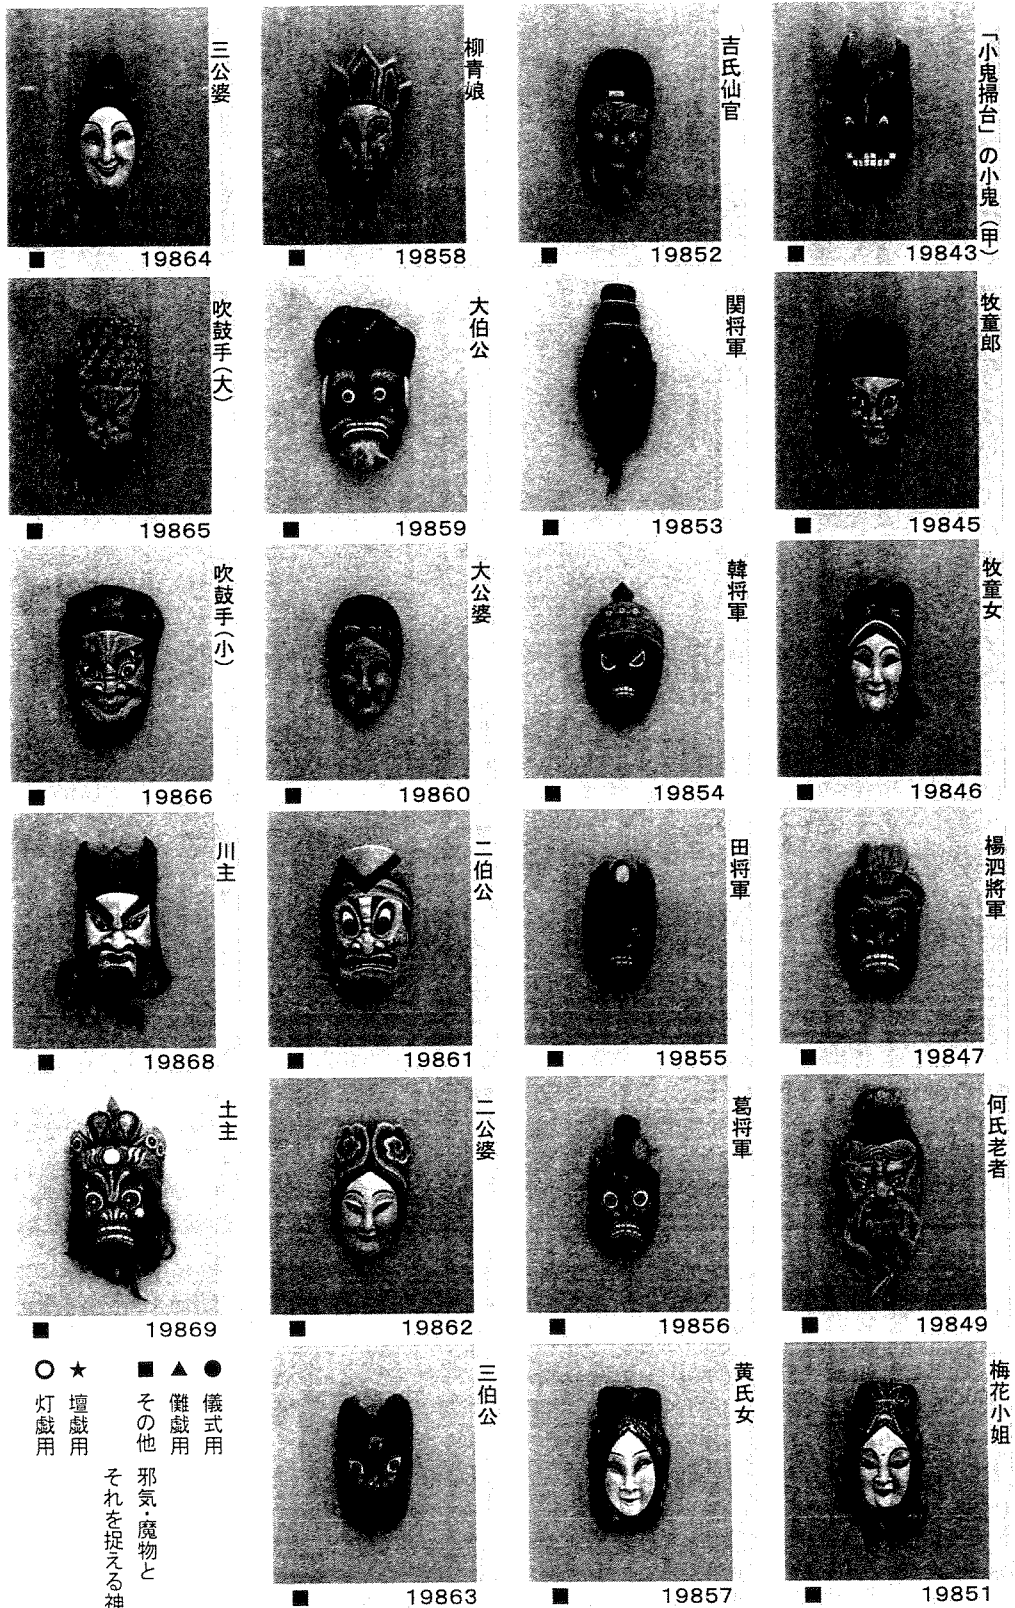 「小鬼掃台」の小鬼（甲）
■ 19843
牧童郎
■ 19845
牧童女
■ 19846
楊泗將軍
■ 19847
何氏老者
■ 19849
梅花小姐
■ 19851
吉氏仙官
■ 19852
関将軍
■ 19853
韓将軍
■ 19854
田将軍
■ 19855
葛将軍
■ 19856
黄氏女
■ 19857
柳青娘
■ 19858
大伯公
■ 19859
大公婆
■ 19860
二伯公
■ 19861
二公婆
■ 19862
三伯公
■ 19863
三公婆
■ 19864
吹鼓手（大）
■ 19865
吹鼓手（小）
■ 19866
川主
■ 19868
土主
■ 19869
● 儀式用
▲ 儺戯用
■ その他 邪気・魔物と
それを捉える神
★ 壇戯用
○ 灯戯用